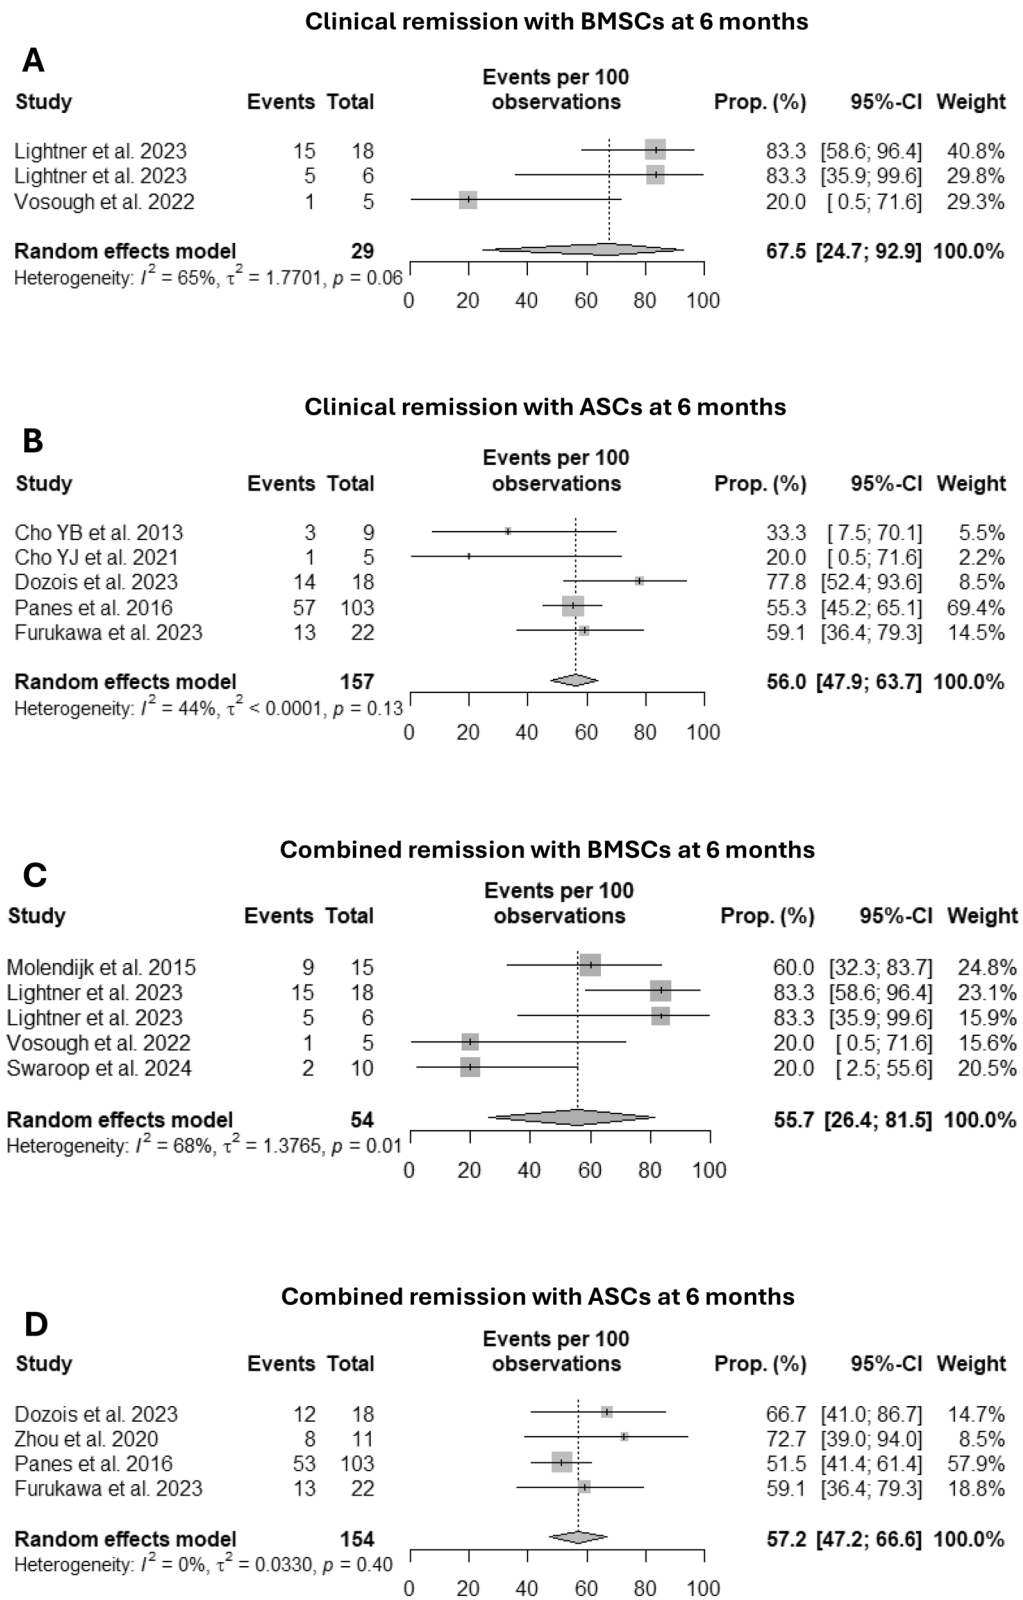 Clinical remission with BMSCs at 6 months
A
Events per 100
Study Events Total observations Prop. (%) 95%-CI Weight
Lightner et al. 2023 15 18 83.3 [58.6; 96.4] 40.8%
Lightner et al. 2023 5 6 83.3 [35.9; 99.6] 29.8%
Vosough et al. 2022 1 5 20.0 [ 0.5; 71.6] 29.3%
Random effects model 29 67.5 [24.7; 92.9] 100.0%
Heterogeneity: I² = 65%, τ² = 1.7701, p = 0.06
0 20 40 60 80 100
Clinical remission with ASCs at 6 months
B
Events per 100
Study Events Total observations Prop. (%) 95%-CI Weight
Cho YB et al. 2013 3 9 33.3 [ 7.5; 70.1] 5.5%
Cho YJ et al. 2021 1 5 20.0 [ 0.5; 71.6] 2.2%
Dozois et al. 2023 14 18 77.8 [52.4; 93.6] 8.5%
Panes et al. 2016 57 103 55.3 [45.2; 65.1] 69.4%
Furukawa et al. 2023 13 22 59.1 [36.4; 79.3] 14.5%
Random effects model 157 56.0 [47.9; 63.7] 100.0%
Heterogeneity: I² = 44%, τ² < 0.0001, p = 0.13
0 20 40 60 80 100
Combined remission with BMSCs at 6 months
C
Events per 100
Study Events Total observations Prop. (%) 95%-CI Weight
Molendijk et al. 2015 9 15 60.0 [32.3; 83.7] 24.8%
Lightner et al. 2023 15 18 83.3 [58.6; 96.4] 23.1%
Lightner et al. 2023 5 6 83.3 [35.9; 99.6] 15.9%
Vosough et al. 2022 1 5 20.0 [ 0.5; 71.6] 15.6%
Swaroop et al. 2024 2 10 20.0 [ 2.5; 55.6] 20.5%
Random effects model 54 55.7 [26.4; 81.5] 100.0%
Heterogeneity: I² = 68%, τ² = 1.3765, p = 0.01
0 20 40 60 80 100
Combined remission with ASCs at 6 months
D
Events per 100
Study Events Total observations Prop. (%) 95%-CI Weight
Dozois et al. 2023 12 18 66.7 [41.0; 86.7] 14.7%
Zhou et al. 2020 8 11 72.7 [39.0; 94.0] 8.5%
Panes et al. 2016 53 103 51.5 [41.4; 61.4] 57.9%
Furukawa et al. 2023 13 22 59.1 [36.4; 79.3] 18.8%
Random effects model 154 57.2 [47.2; 66.6] 100.0%
Heterogeneity: I² = 0%, τ² = 0.0330, p = 0.40
0 20 40 60 80 100